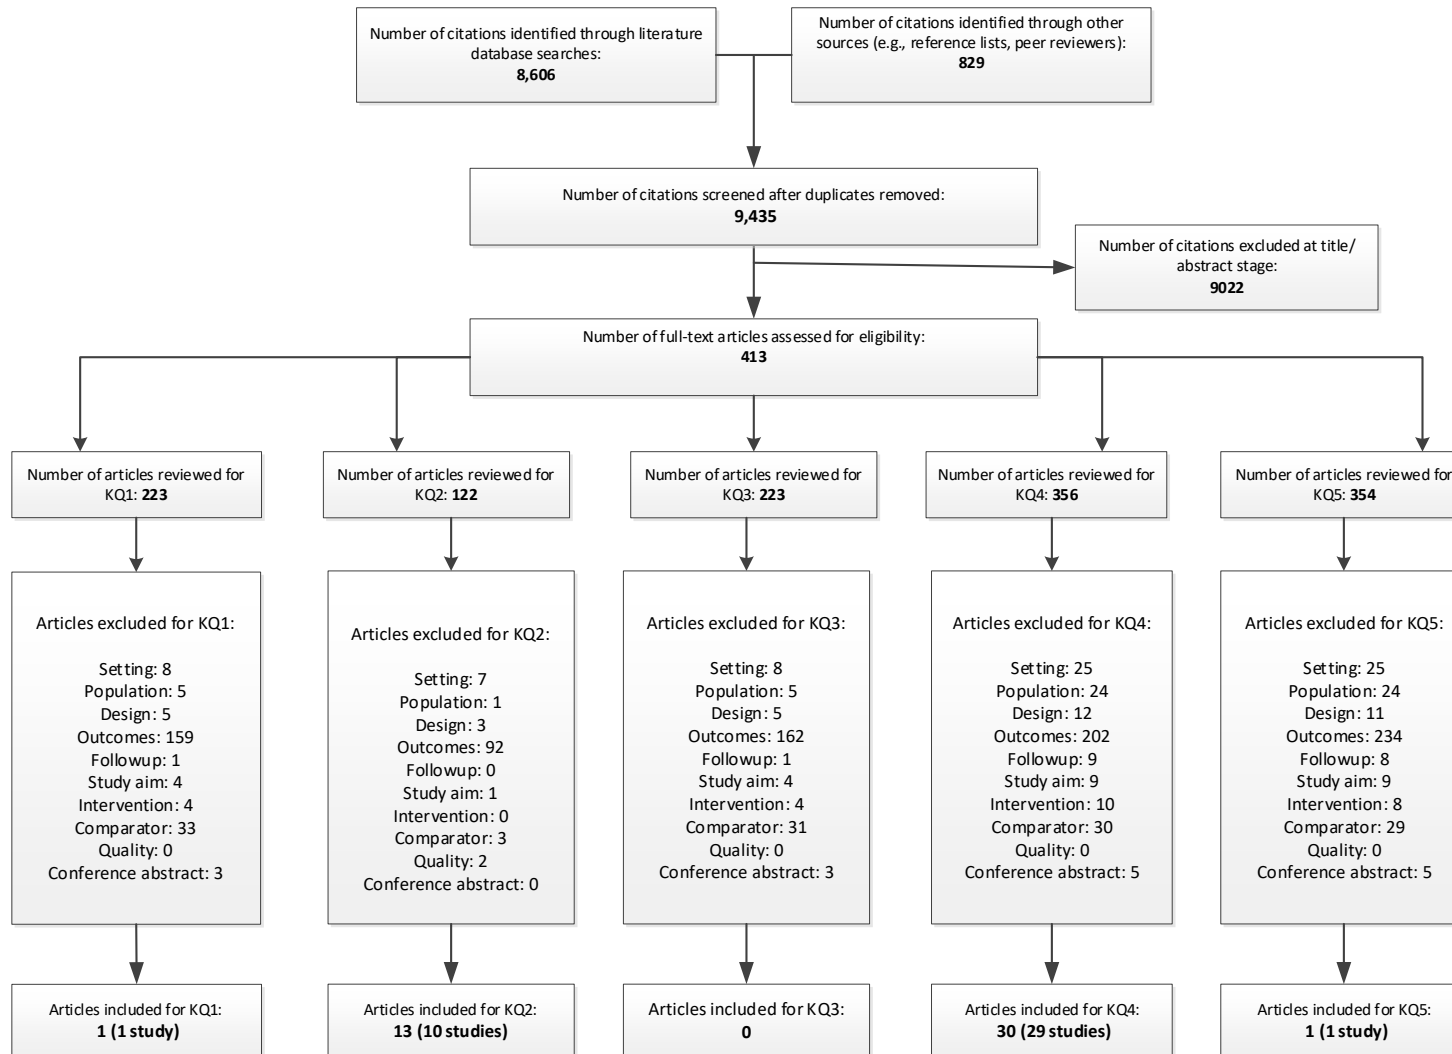 Number of citations identified through literature
database searches:
8,606
Number of citations identified through other
sources (e.g., reference lists, peer reviewers):
829
Number of citations screened after duplicates removed:
9,435
Number of citations excluded at title/
abstract stage:
9022
Number of full-text articles assessed for eligibility:
413
Number of articles reviewed for
KQ1: 223
Number of articles reviewed for
KQ2: 122
Number of articles reviewed for
KQ3: 223
Number of articles reviewed for
KQ4: 356
Number of articles reviewed for
KQ5: 354
Articles excluded for KQ1:
Setting: 8
Population: 5
Design: 5
Outcomes: 159
Followup: 1
Study aim: 4
Intervention: 4
Comparator: 33
Quality: 0
Conference abstract: 3
Articles excluded for KQ2:
Setting: 7
Population: 1
Design: 3
Outcomes: 92
Followup: 0
Study aim: 1
Intervention: 0
Comparator: 3
Quality: 2
Conference abstract: 0
Articles excluded for KQ3:
Setting: 8
Population: 5
Design: 5
Outcomes: 162
Followup: 1
Study aim: 4
Intervention: 4
Comparator: 31
Quality: 0
Conference abstract: 3
Articles excluded for KQ4:
Setting: 25
Population: 24
Design: 12
Outcomes: 202
Followup: 9
Study aim: 9
Intervention: 10
Comparator: 30
Quality: 0
Conference abstract: 5
Articles excluded for KQ5:
Setting: 25
Population: 24
Design: 11
Outcomes: 234
Followup: 8
Study aim: 9
Intervention: 8
Comparator: 29
Quality: 0
Conference abstract: 5
Articles included for KQ1:
1 (1 study)
Articles included for KQ2:
13 (10 studies)
Articles included for KQ3:
0
Articles included for KQ4:
30 (29 studies)
Articles included for KQ5:
1 (1 study)